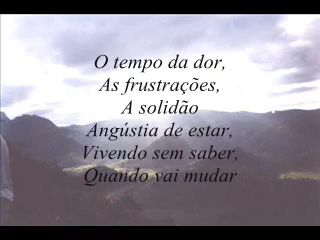 O tempo da dor,
As frustrações,
A solidão
Angústia de estar,
Vivendo sem saber,
Quando vai mudar